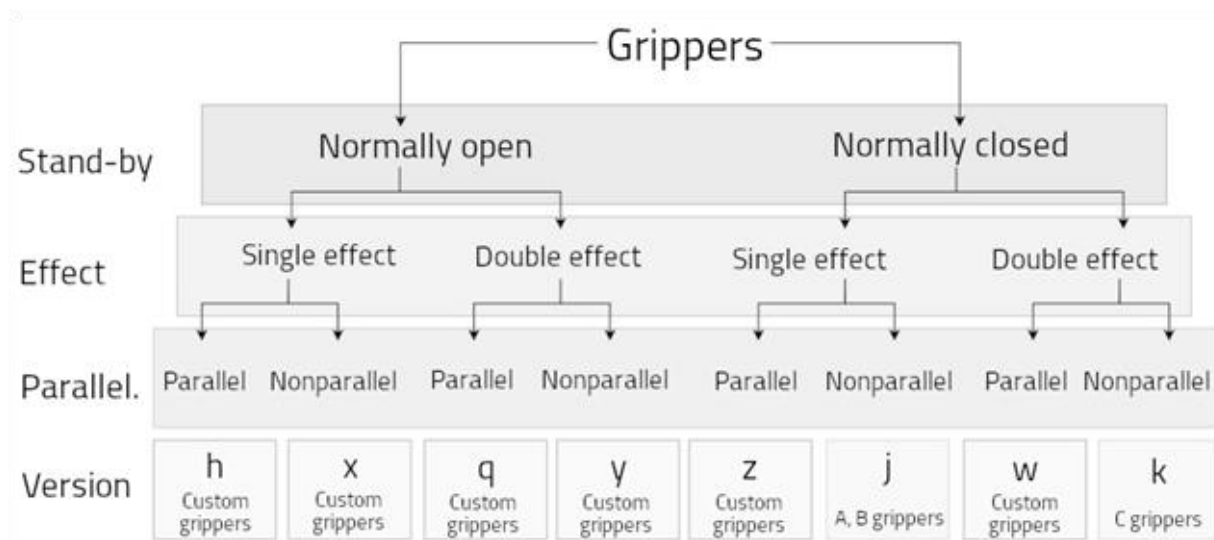 Grippers
Stand-by
Normally open
Normally closed
Effect
Single effect
Double effect
Single effect
Double effect
Parallel.
Parallel
Nonparallel
Parallel
Nonparallel
Parallel
Nonparallel
Parallel
Nonparallel
Version
h
Custom
grippers
x
Custom
grippers
q
Custom
grippers
y
Custom
grippers
z
Custom
grippers
j
A, B grippers
w
Custom
grippers
k
C grippers